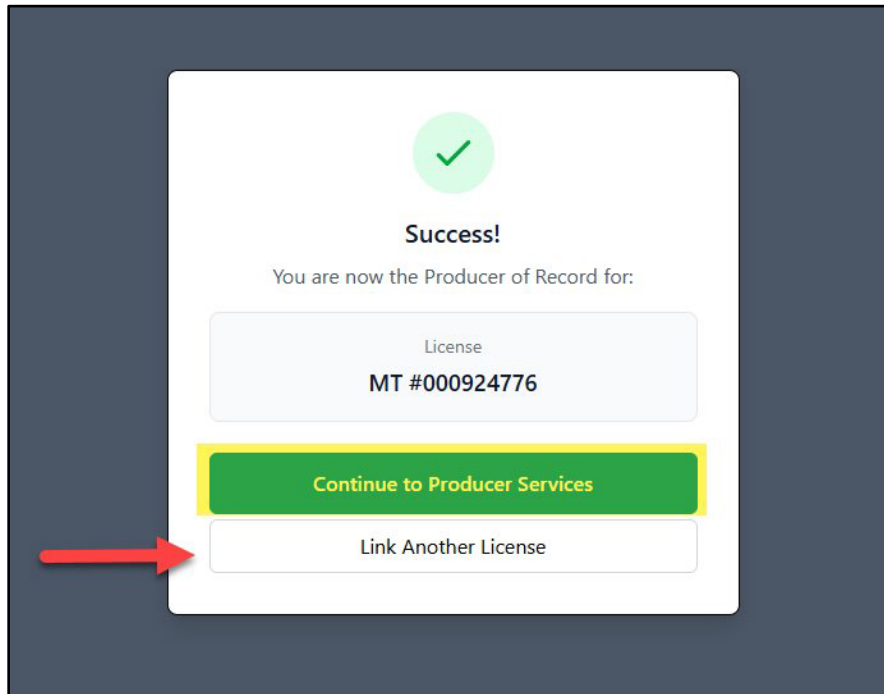 Success!
You are now the Producer of Record for:
License
MT #000924776
Continue to Producer Services
Link Another License